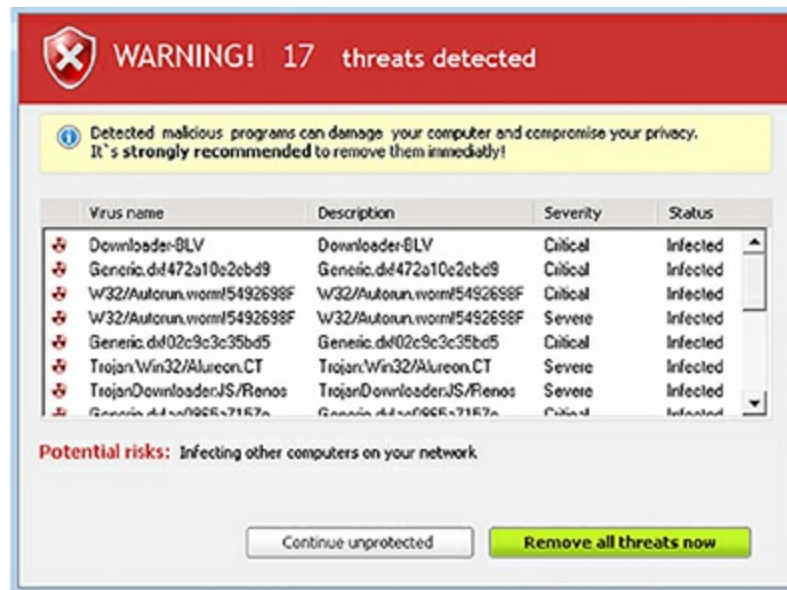 WARNING! 17 threats detected
Detected malicious programs can damage your computer and compromise your privacy.
It`s strongly recommended to remove them immediatly!
Virus name Description Severity Status
Downloader-BLV Downloader-BLV Critical Infected
Generic.dx!472a10e2ebd9 Generic.dx!472a10e2ebd9 Critical Infected
W32/Autorun.worm!5492698F W32/Autorun.worm!5492698F Critical Infected
W32/Autorun.worm!5492698F W32/Autorun.worm!5492698F Severe Infected
Generic.dx!02c9c3c35bd5 Generic.dx!02c9c3c35bd5 Critical Infected
Trojan:Win32/Alureon.CT Trojan:Win32/Alureon.CT Severe Infected
TrojanDownloader:JS/Renos TrojanDownloader:JS/Renos Severe Infected
Critical Infected
Potential risks: Infecting other computers on your network
Continue unprotected Remove all threats now